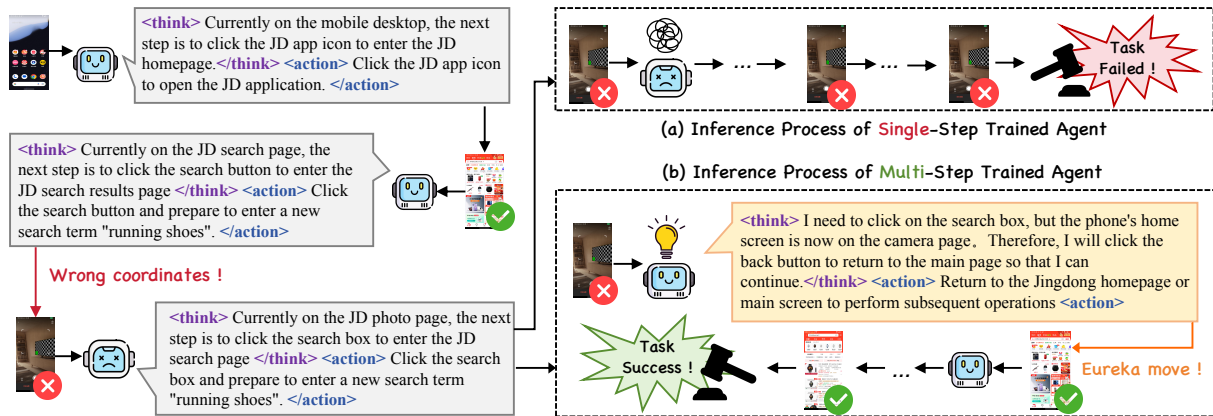 <think> Currently on the mobile desktop, the next
step is to click the JD app icon to enter the JD
homepage.</think> <action> Click the JD app icon
to open the JD application. </action>
<think> Currently on the JD search page, the
next step is to click the search button to enter the
JD search results page </think> <action> Click
the search button and prepare to enter a new
search term "running shoes". </action>
Wrong coordinates !
<think> Currently on the JD photo page, the next
step is to click the search box to enter the JD
search page </think> <action> Click the search
box and prepare to enter a new search term
"running shoes". </action>
...
...
Task
Failed !
(a) Inference Process of Single-Step Trained Agent
(b) Inference Process of Multi-Step Trained Agent
<think> I need to click on the search box, but the phone's home
screen is now on the camera page。Therefore, I will click the
back button to return to the main page so that I can
continue.</think> <action> Return to the Jingdong homepage or
main screen to perform subsequent operations <action>
Task
Success !
...
Eureka move !